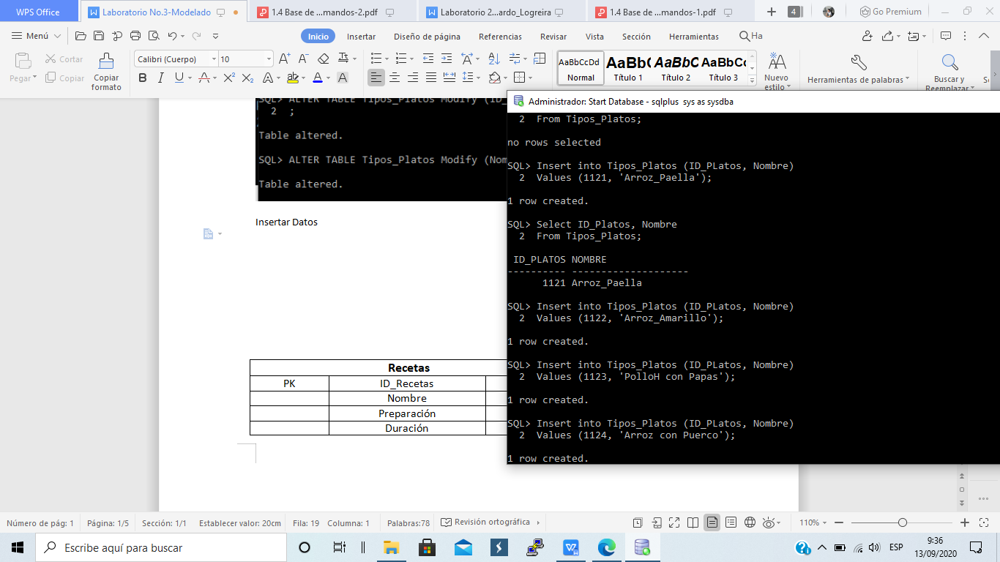 WPS Office
Laboratorio No.3-Modelado
1.4 Base de ...mandos-2.pdf
Laboratorio 2...ardo_Logreira
1.4 Base de ...mandos-1.pdf
4
Go Premium
Menú
Inicio
Insertar
Diseño de página
Referencias
Revisar
Vista
Sección
Herramientas
Ha
Pegar
Cortar
Copiar
Copiar formato
Calibri (Cuerpo)
10
AaBbCcDd
Normal
AaBb
Título 1
AaBbC
Título 2
AaBbC
Título 3
Nuevo estilo
Herramientas de palabras
Buscar y
Reemplazar
SQL> ALTER TABLE Tipos_Platos Modify (ID_
2 ;
Table altered.
SQL> ALTER TABLE Tipos_Platos Modify (Nom
Table altered.
Insertar Datos
Recetas
PK ID_Recetas
Nombre
Preparación
Duración
Administrador: Start Database - sqlplus sys as sysdba
2 From Tipos_Platos;
no rows selected
SQL> Insert into Tipos_Platos (ID_PLatos, Nombre)
2 Values (1121, 'Arroz_Paella');
1 row created.
SQL> Select ID_Platos, Nombre
2 From Tipos_Platos;
ID_PLATOS NOMBRE
---------- --------------------
1121 Arroz_Paella
SQL> Insert into Tipos_Platos (ID_PLatos, Nombre)
2 Values (1122, 'Arroz_Amarillo');
1 row created.
SQL> Insert into Tipos_Platos (ID_PLatos, Nombre)
2 Values (1123, 'PolloH con Papas');
1 row created.
SQL> Insert into Tipos_Platos (ID_PLatos, Nombre)
2 Values (1124, 'Arroz con Puerco');
1 row created.
Número de pág: 1
Página: 1/5
Sección: 1/1
Establecer valor: 20cm
Fila: 19
Columna: 1
Palabras:78
Revisión ortográfica
110%
Escribe aquí para buscar
ESP
9:36
13/09/2020